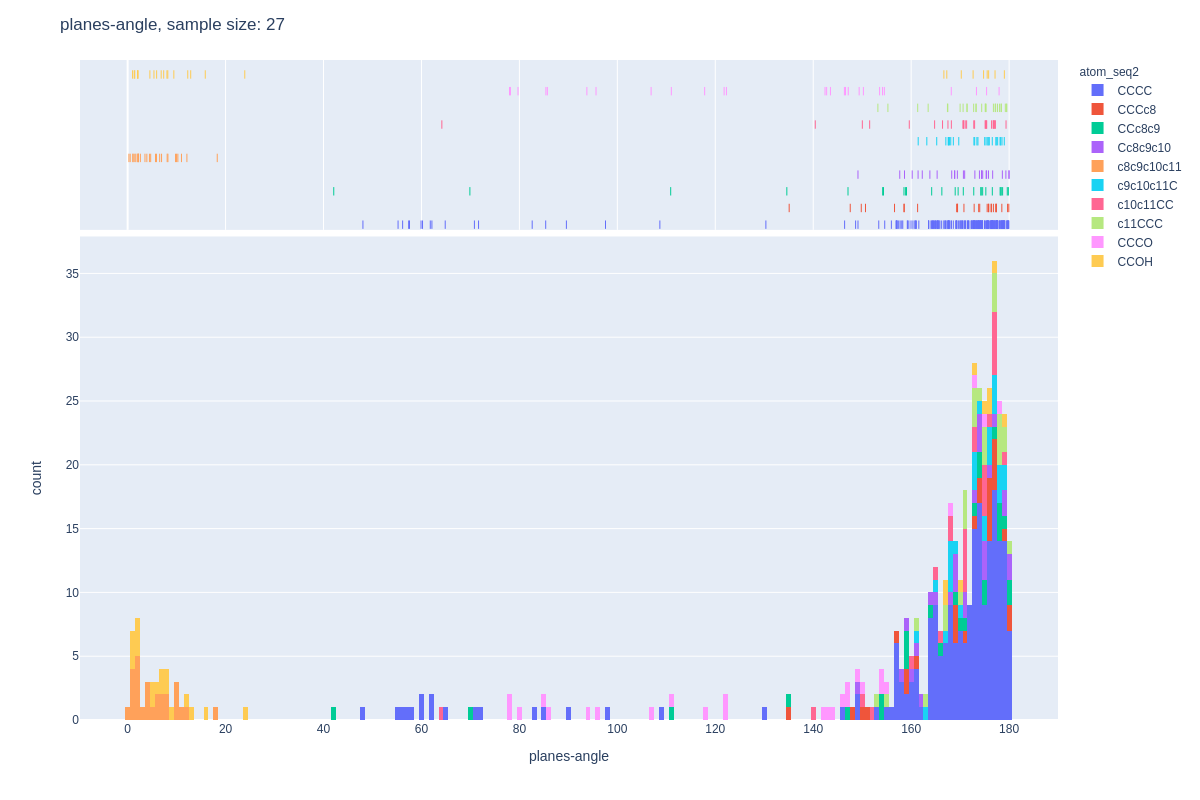 planes-angle, sample size: 27
atom_seq2
CCCC
CCCc8
CCc8c9
Cc8c9c10
c8c9c10c11
c9c10c11C
c10c11CC
c11CCC
CCCO
CCOH
35
30
25
20
15
10
5
0
count
0 20 40 60 80 100 120 140 160 180
planes-angle